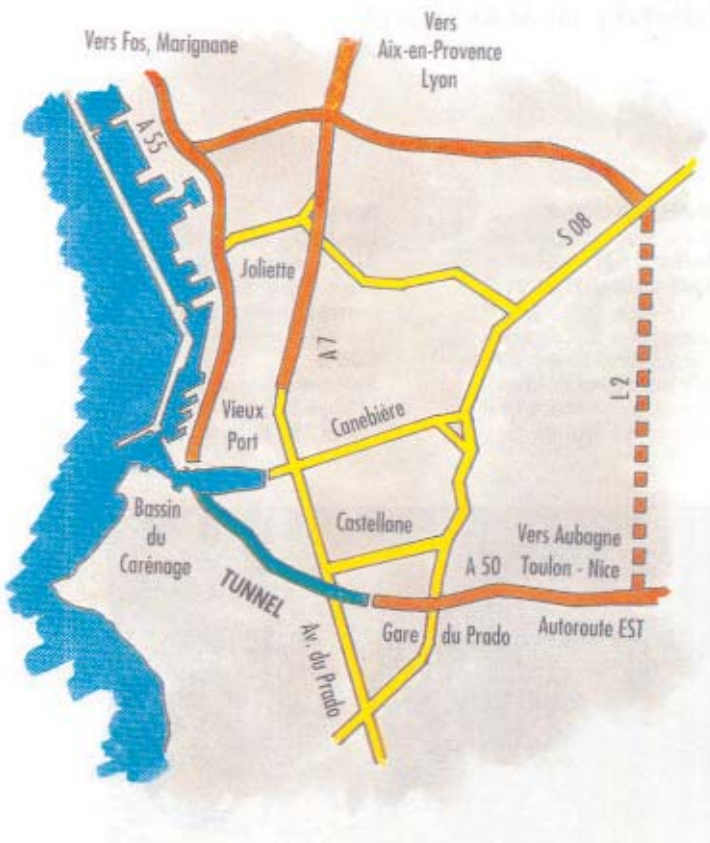 Vers Fos, Marignane
Vers
Aix-en-Provence
Lyon
A 55
S 08
Joliette
A 7
L 2
Vieux
Port
Canebière
Bassin
du
Carénage
Castellane
Vers Aubagne
Toulon - Nice
A 50
TUNNEL
Av. du Prado
Gare du Prado
Autoroute EST